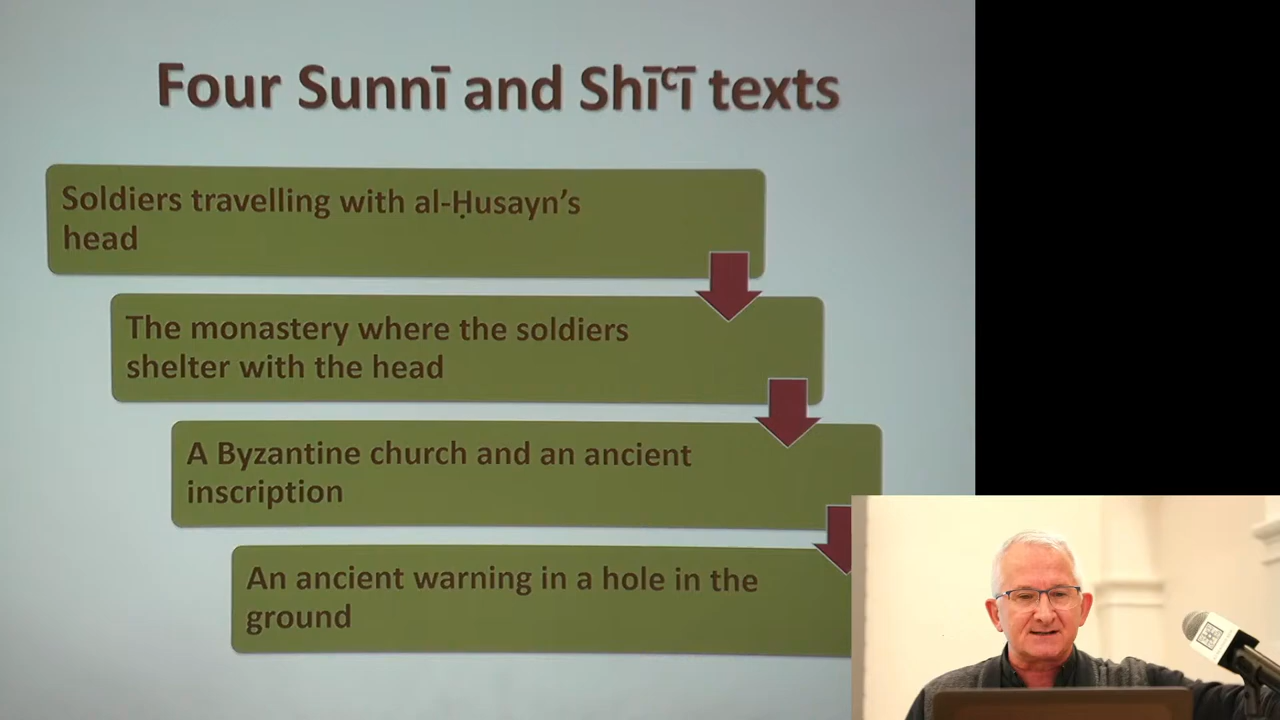 Four Sunnī and Shīʿī texts
Soldiers travelling with al-Ḥusayn’s
head
The monastery where the soldiers
shelter with the head
A Byzantine church and an ancient
inscription
An ancient warning in a hole in the
ground